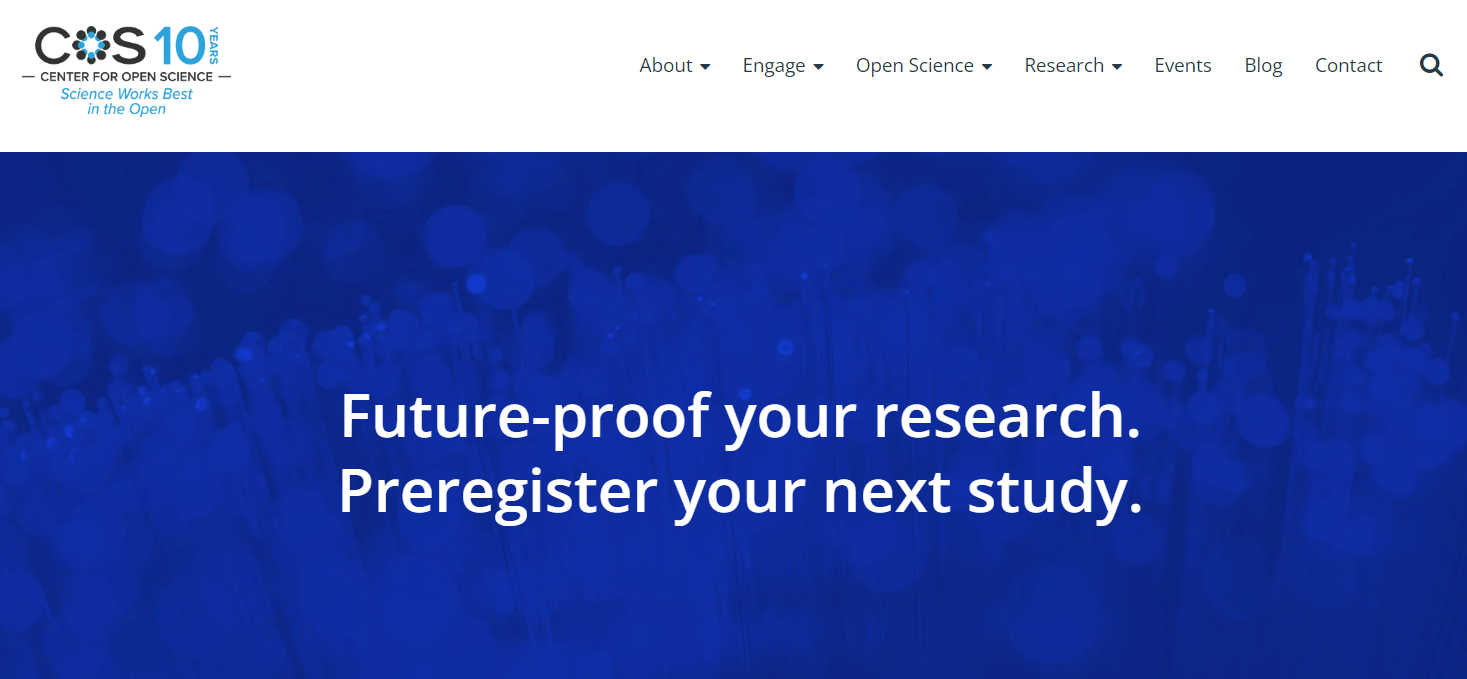 COS 10 YEARS
CENTER FOR OPEN SCIENCE
Science Works Best
in the Open
About Engage Open Science Research Events Blog Contact
Future-proof your research.
Preregister your next study.